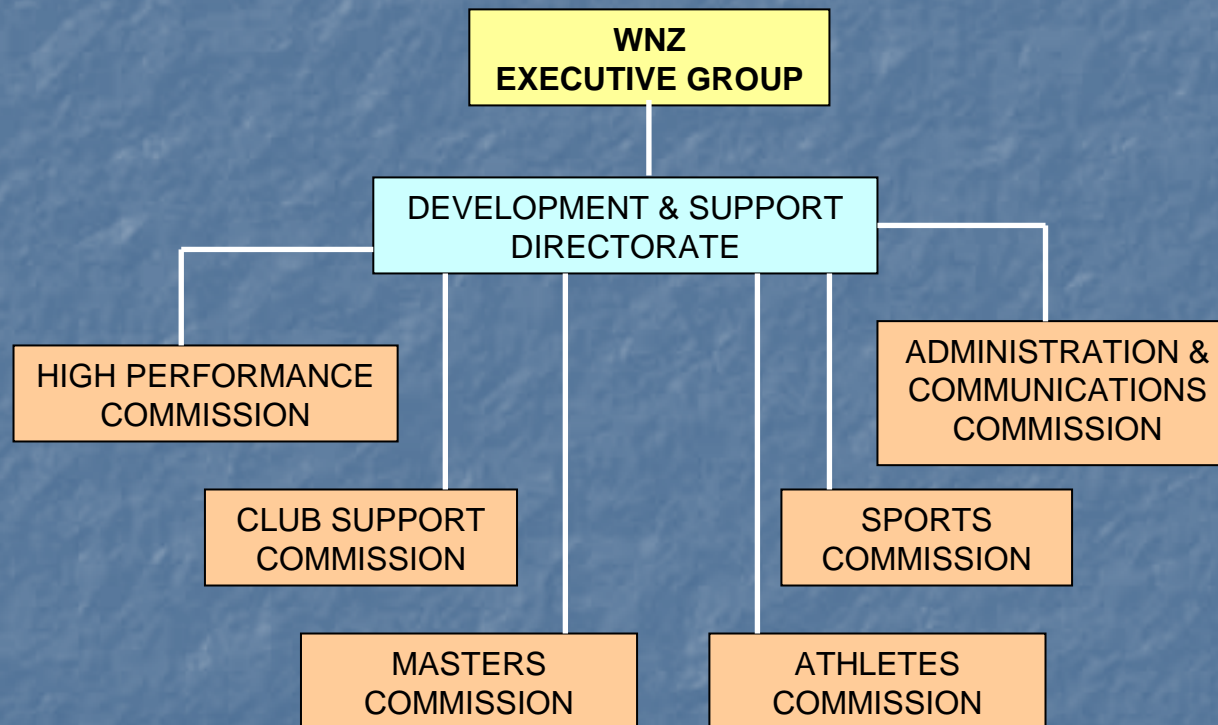 WNZ
EXECUTIVE GROUP
DEVELOPMENT & SUPPORT
DIRECTORATE
HIGH PERFORMANCE
COMMISSION
ADMINISTRATION &
COMMUNICATIONS
COMMISSION
CLUB SUPPORT
COMMISSION
SPORTS
COMMISSION
MASTERS
COMMISSION
ATHLETES
COMMISSION